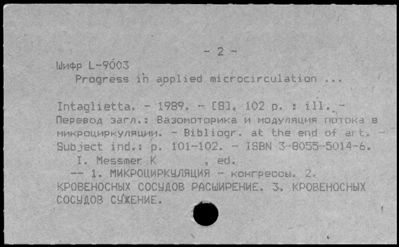 - 2 -
Шифр L-9003
Progress in applied microcirculation ...
Intaglietta. - 1989. - [8], 102 p. : ill. -
Перевод загл.: Вазомоторика и модуляция потока в
микроциркуляции. - Bibliogr. at the end of art. -
Subject ind.: p. 101-102. - ISBN 3-8055-5014-6.
I. Messmer K , ed.
-- 1. МИКРОЦИРКУЛЯЦИЯ - конгрессы. 2.
КРОВЕНОСНЫХ СОСУДОВ РАСШИРЕНИЕ. 3. КРОВЕНОСНЫХ
СОСУДОВ СУЖЕНИЕ.